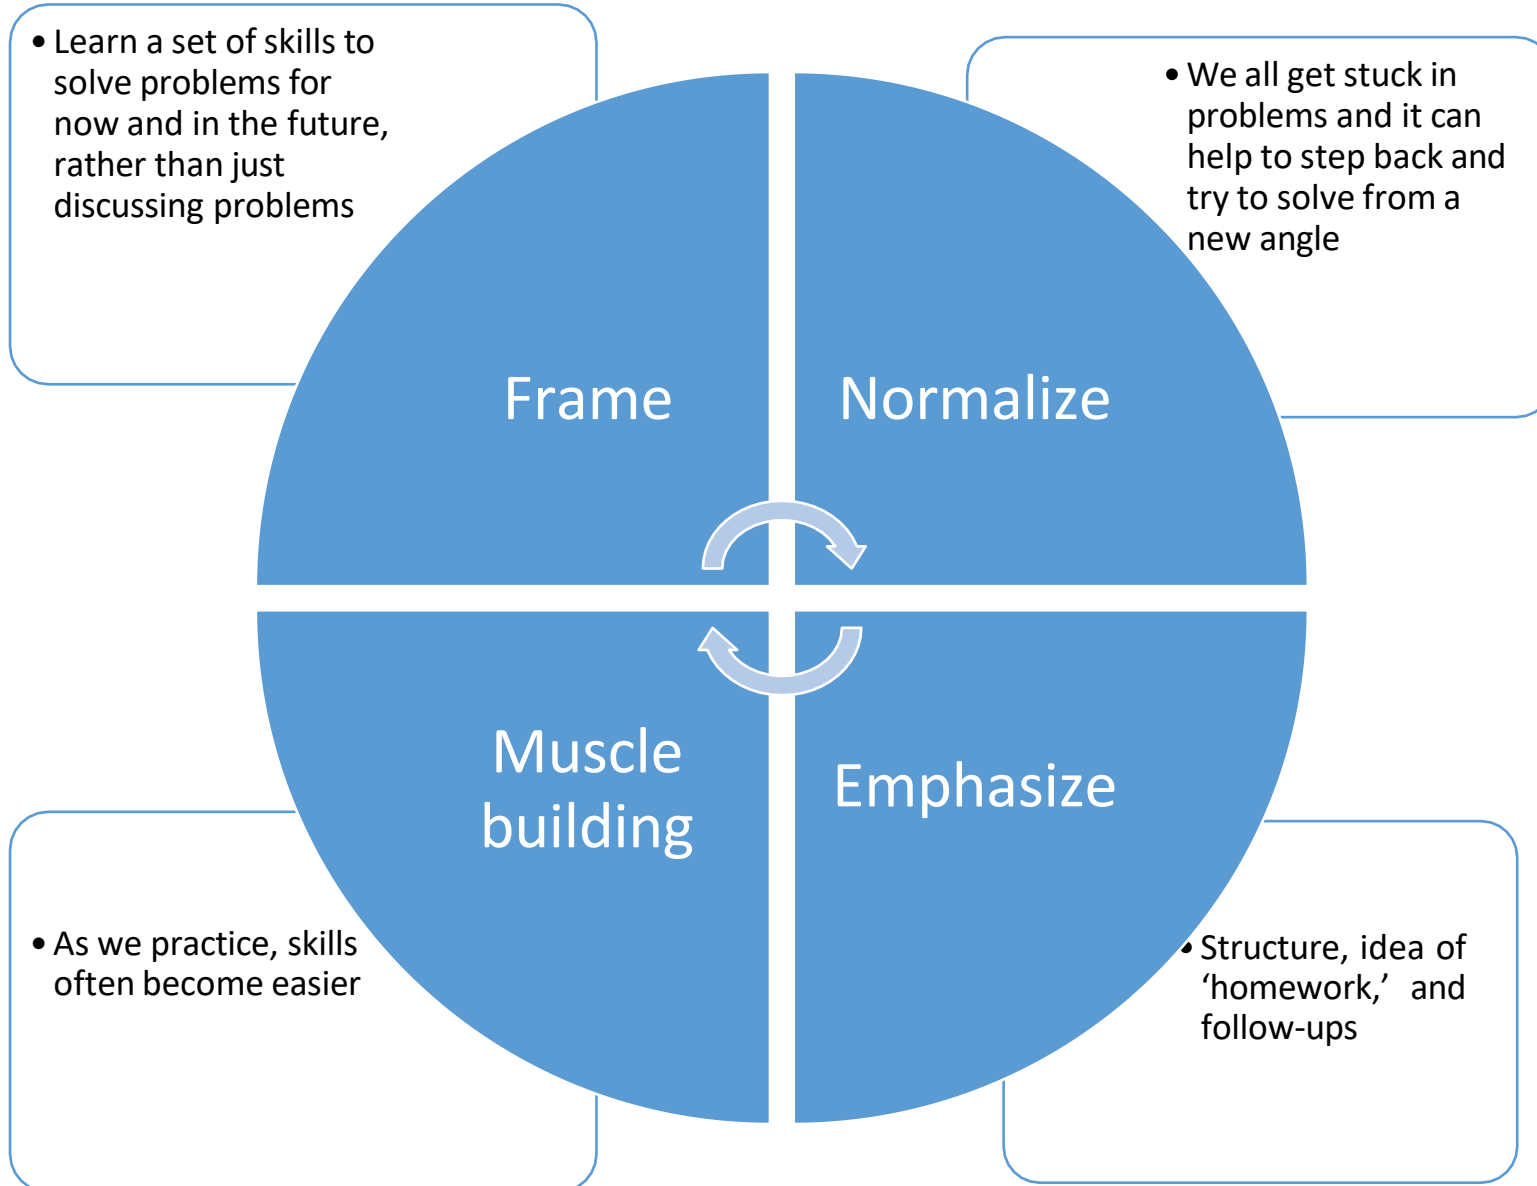 • Learn a set of skills to
solve problems for
now and in the future,
rather than just
discussing problems
• We all get stuck in
problems and it can
help to step back and
try to solve from a
new angle
Frame
Normalize
Muscle
building
Emphasize
• As we practice, skills
often become easier
• Structure, idea of
‘homework,’ and
follow-ups